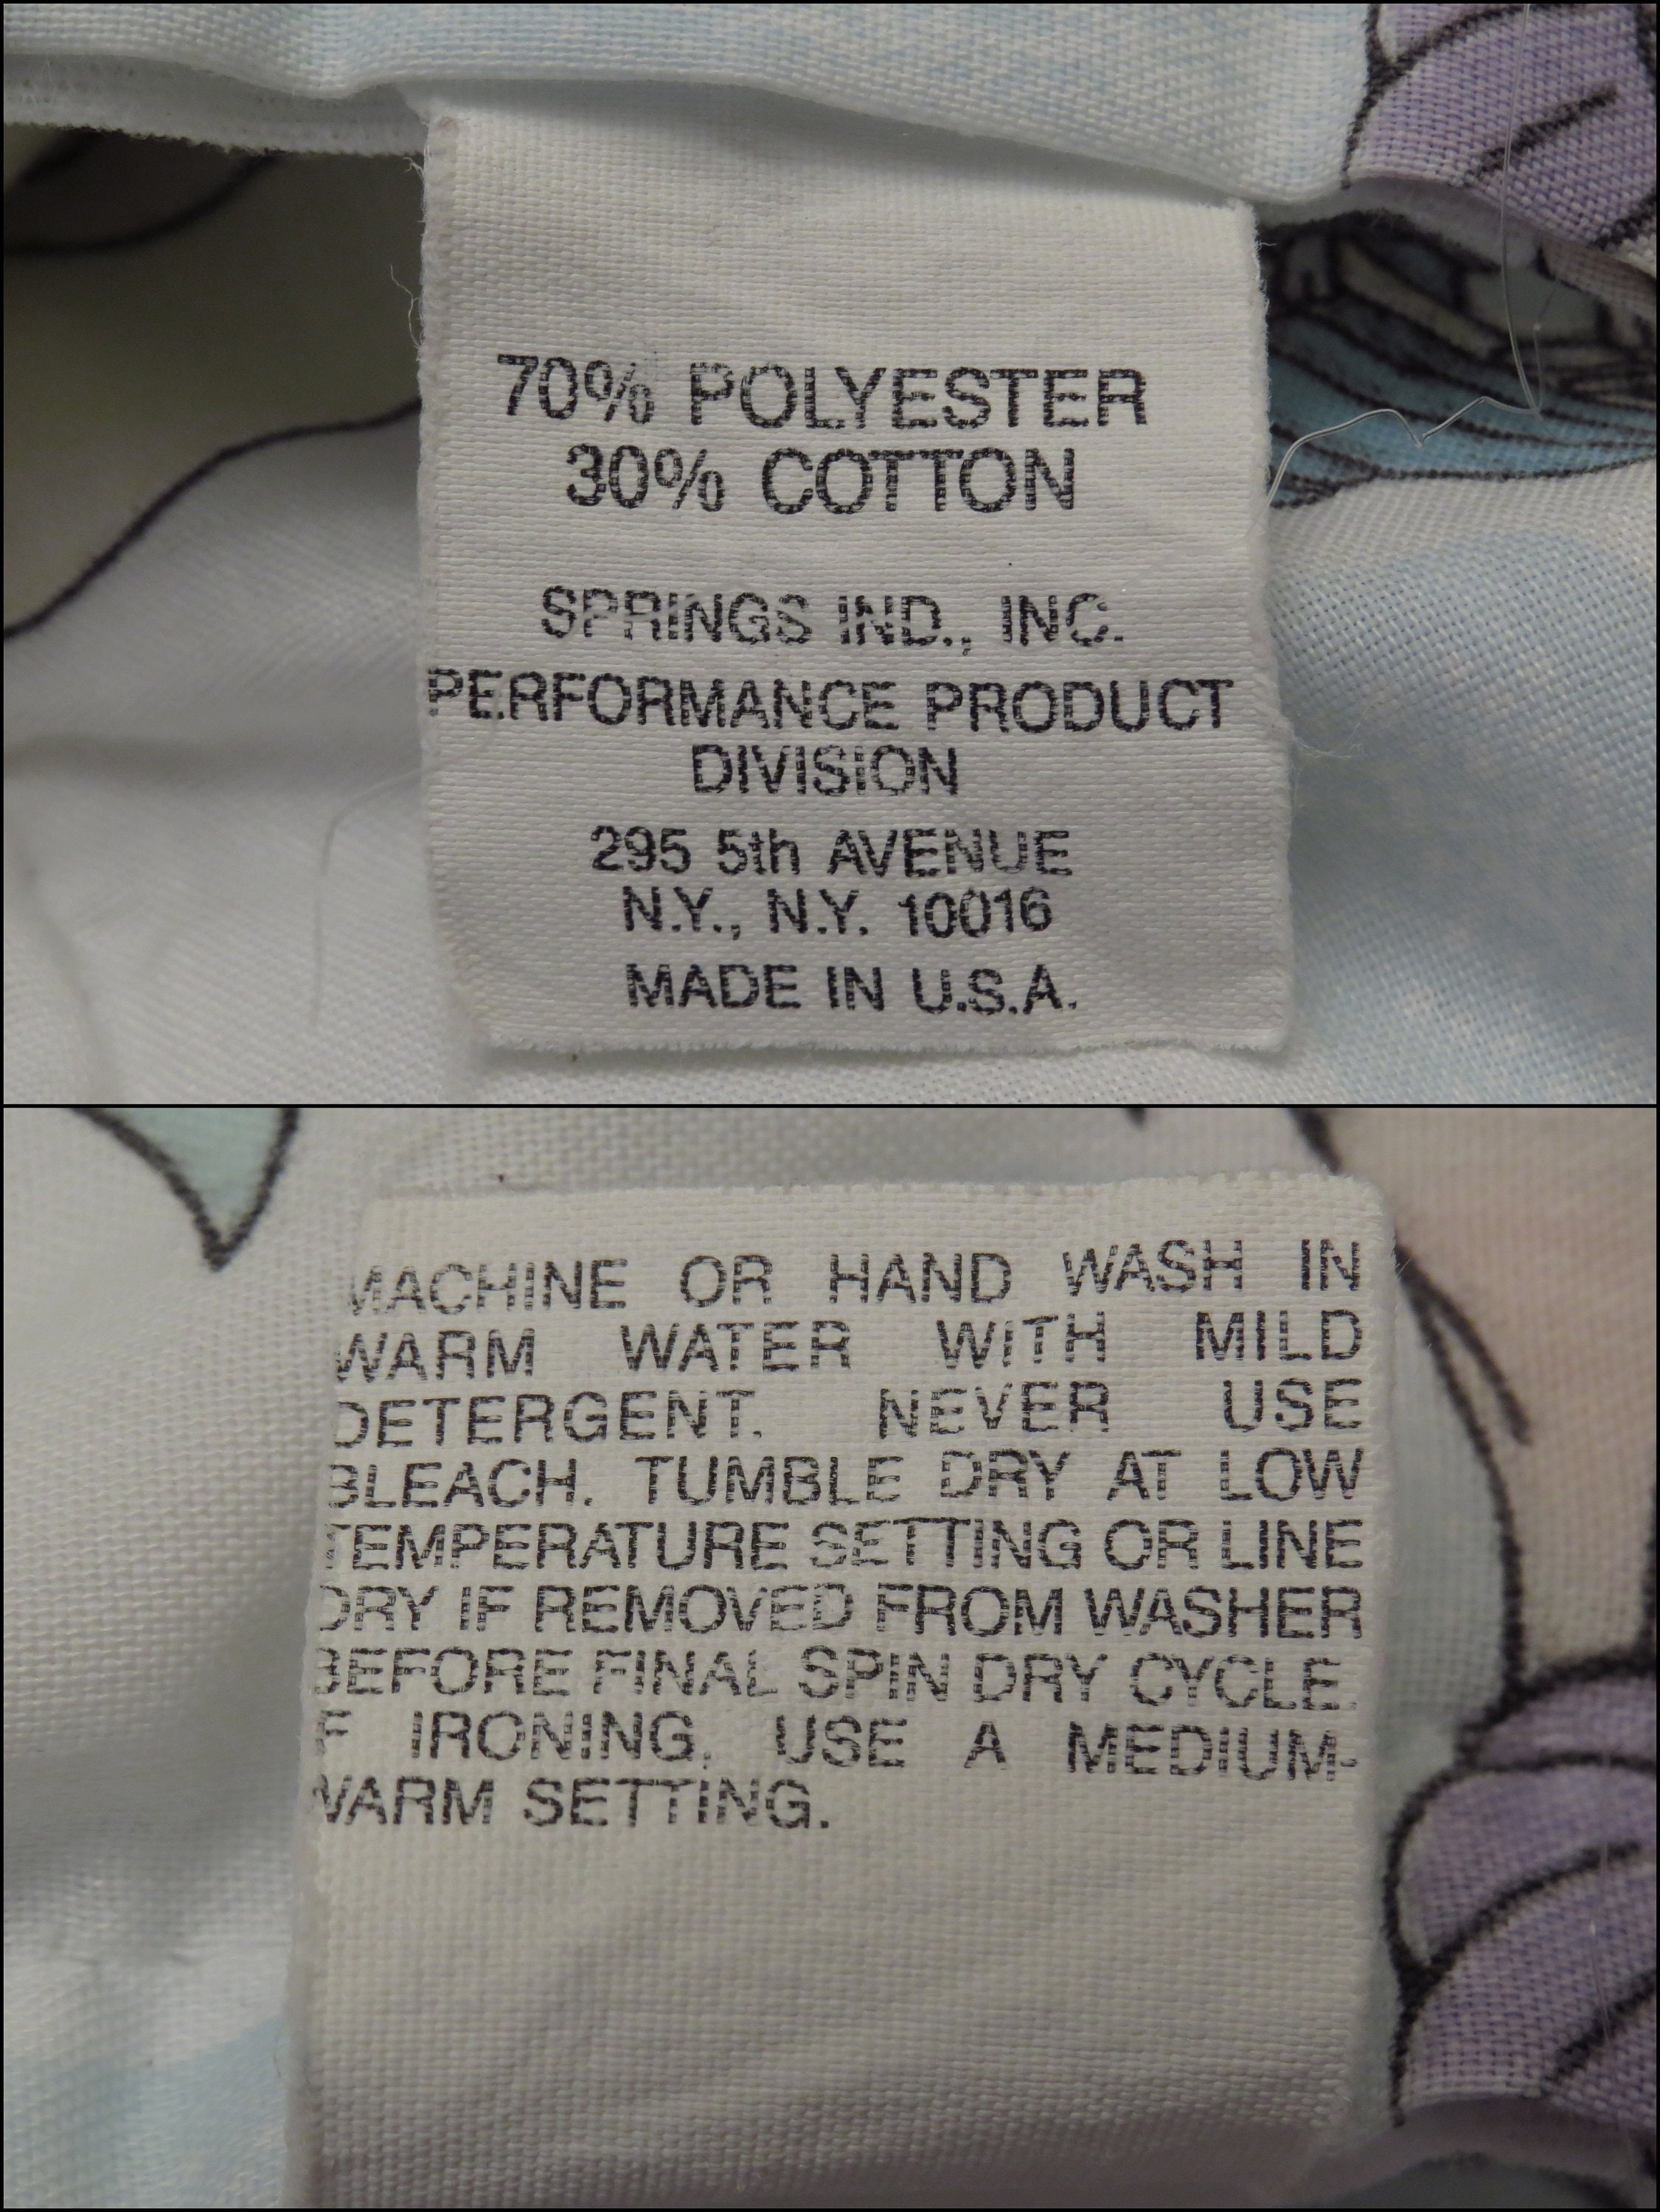 70% POLYESTER
30% COTTON
SPRINGS IND., INC.
PERFORMANCE PRODUCT
DIVISION
295 5th AVENUE
N.Y., N.Y. 10016
MADE IN U.S.A.
MACHINE OR HAND WASH IN
WARM WATER WITH MILD
DETERGENT. NEVER USE
BLEACH. TUMBLE DRY AT LOW
TEMPERATURE SETTING OR LINE
DRY IF REMOVED FROM WASHER
BEFORE FINAL SPIN DRY CYCLE.
F IRONING, USE A MEDIUM-
WARM SETTING.